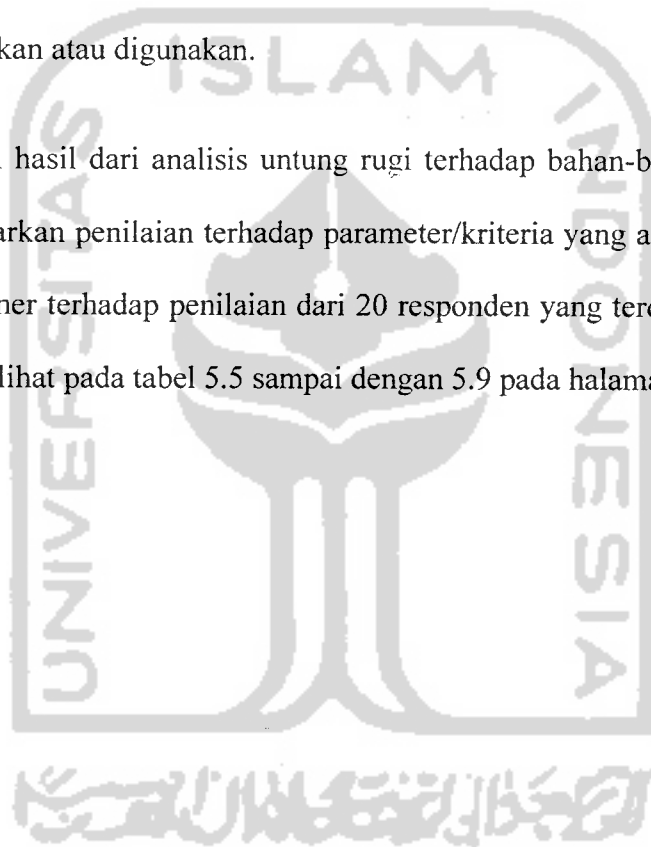 kan atau digunakan.
ISLAM
hasil dari analisis untung rugi terhadap bahan-b
arkan penilaian terhadap parameter/kriteria yang a
ner terhadap penilaian dari 20 responden yang tere
lihat pada tabel 5.5 sampai dengan 5.9 pada halama
UNIVERSITAS
INDONESIA